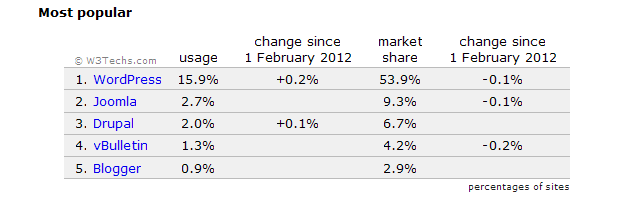 Most popular
© W3Techs.com usage change since 1 February 2012 market share change since 1 February 2012
1. WordPress 15.9% +0.2% 53.9% -0.1%
2. Joomla 2.7% 9.3% -0.1%
3. Drupal 2.0% +0.1% 6.7%
4. vBulletin 1.3% 4.2% -0.2%
5. Blogger 0.9% 2.9%
percentages of sites